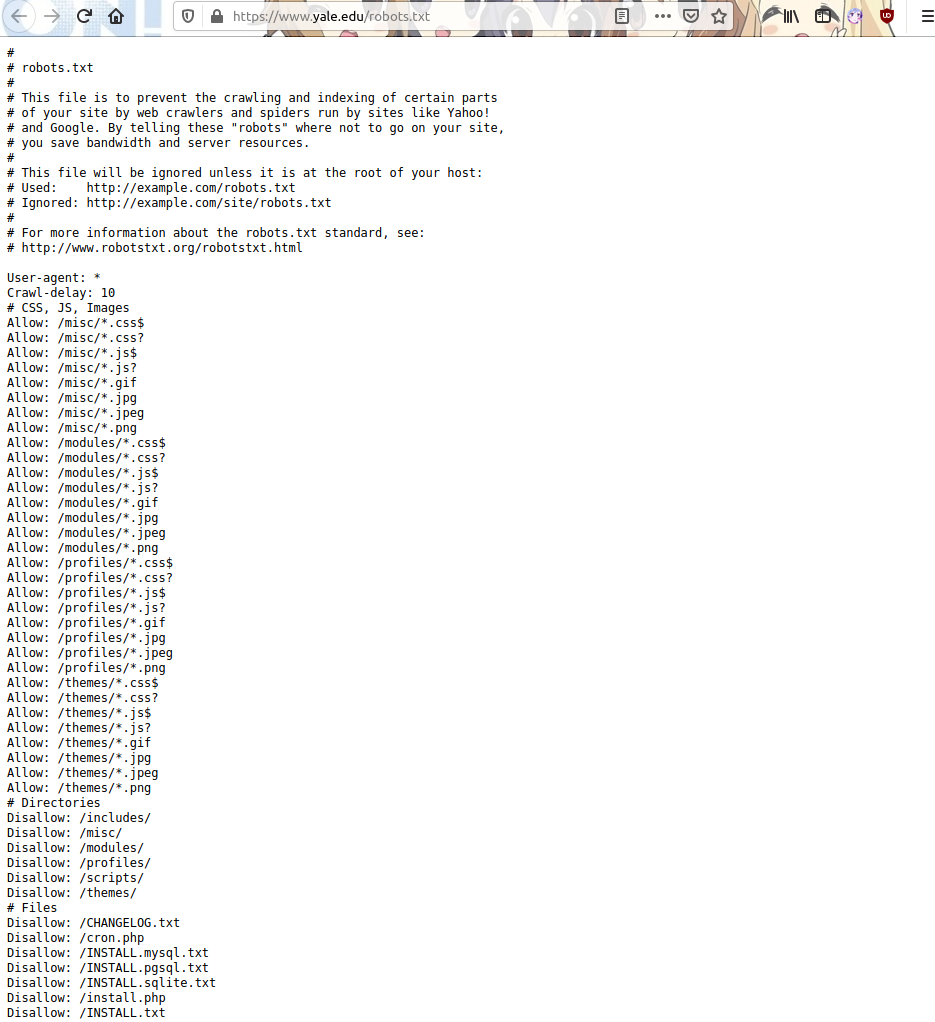 https://www.yale.edu/robots.txt
#
# robots.txt
#
# This file is to prevent the crawling and indexing of certain parts
# of your site by web crawlers and spiders run by sites like Yahoo!
# and Google. By telling these "robots" where not to go on your site,
# you save bandwidth and server resources.
#
# This file will be ignored unless it is at the root of your host:
# Used:    http://example.com/robots.txt
# Ignored: http://example.com/site/robots.txt
#
# For more information about the robots.txt standard, see:
# http://www.robotstxt.org/robotstxt.html

User-agent: *
Crawl-delay: 10
# CSS, JS, Images
Allow: /misc/*.css$
Allow: /misc/*.css?
Allow: /misc/*.js$
Allow: /misc/*.js?
Allow: /misc/*.gif
Allow: /misc/*.jpg
Allow: /misc/*.jpeg
Allow: /misc/*.png
Allow: /modules/*.css$
Allow: /modules/*.css?
Allow: /modules/*.js$
Allow: /modules/*.js?
Allow: /modules/*.gif
Allow: /modules/*.jpg
Allow: /modules/*.jpeg
Allow: /modules/*.png
Allow: /profiles/*.css$
Allow: /profiles/*.css?
Allow: /profiles/*.js$
Allow: /profiles/*.js?
Allow: /profiles/*.gif
Allow: /profiles/*.jpg
Allow: /profiles/*.jpeg
Allow: /profiles/*.png
Allow: /themes/*.css$
Allow: /themes/*.css?
Allow: /themes/*.js$
Allow: /themes/*.js?
Allow: /themes/*.gif
Allow: /themes/*.jpg
Allow: /themes/*.jpeg
Allow: /themes/*.png
# Directories
Disallow: /includes/
Disallow: /misc/
Disallow: /modules/
Disallow: /profiles/
Disallow: /scripts/
Disallow: /themes/
# Files
Disallow: /CHANGELOG.txt
Disallow: /cron.php
Disallow: /INSTALL.mysql.txt
Disallow: /INSTALL.pgsql.txt
Disallow: /INSTALL.sqlite.txt
Disallow: /install.php
Disallow: /INSTALL.txt